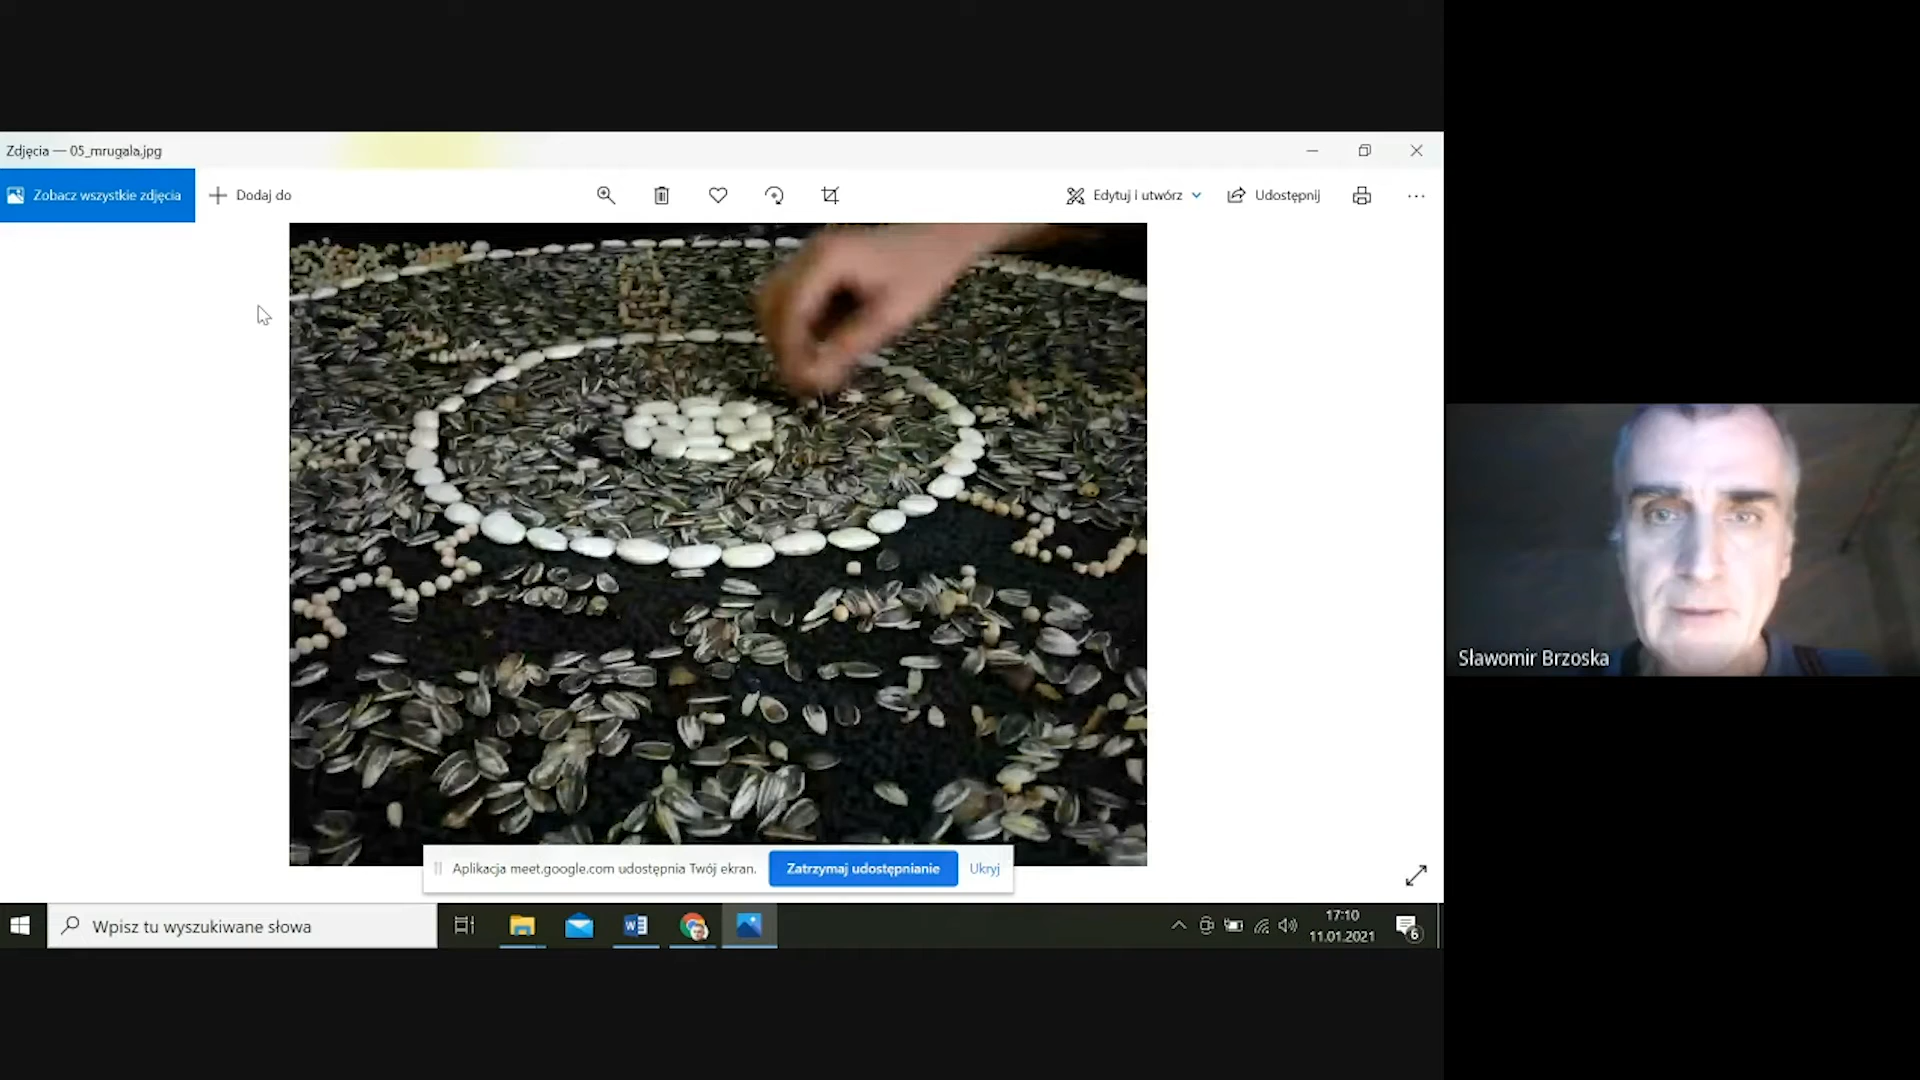 Zdjęcia — 05_mrugala.jpg
Zobacz wszystkie zdjęcia
Dodaj do
Edytuj i utwórz
Udostępnij
Sławomir Brzoska
Aplikacja meet.google.com udostępnia Twój ekran.
Zatrzymaj udostępnianie
Ukryj
Wpisz tu wyszukiwane słowa
17:10
11.01.2021
6